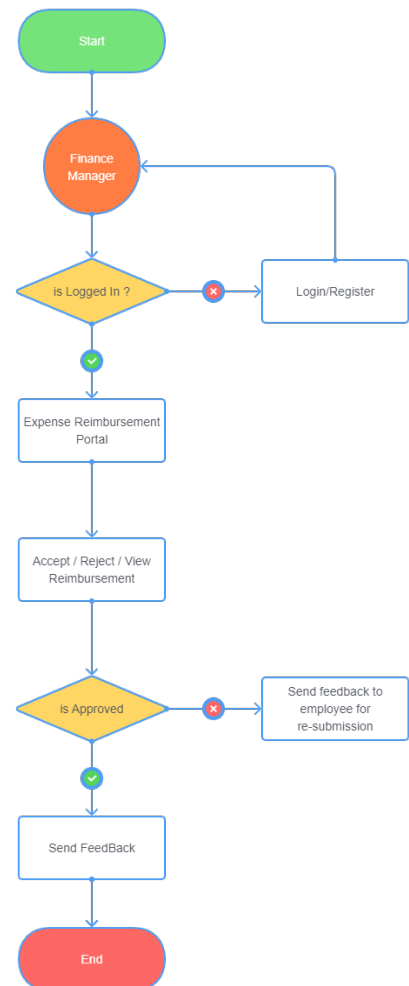 Start
Finance
Manager
is Logged In ?
Login/Register
Expense Reimbursement
Portal
Accept / Reject / View
Reimbursement
is Approved
Send feedback to
employee for
re-submission
Send FeedBack
End